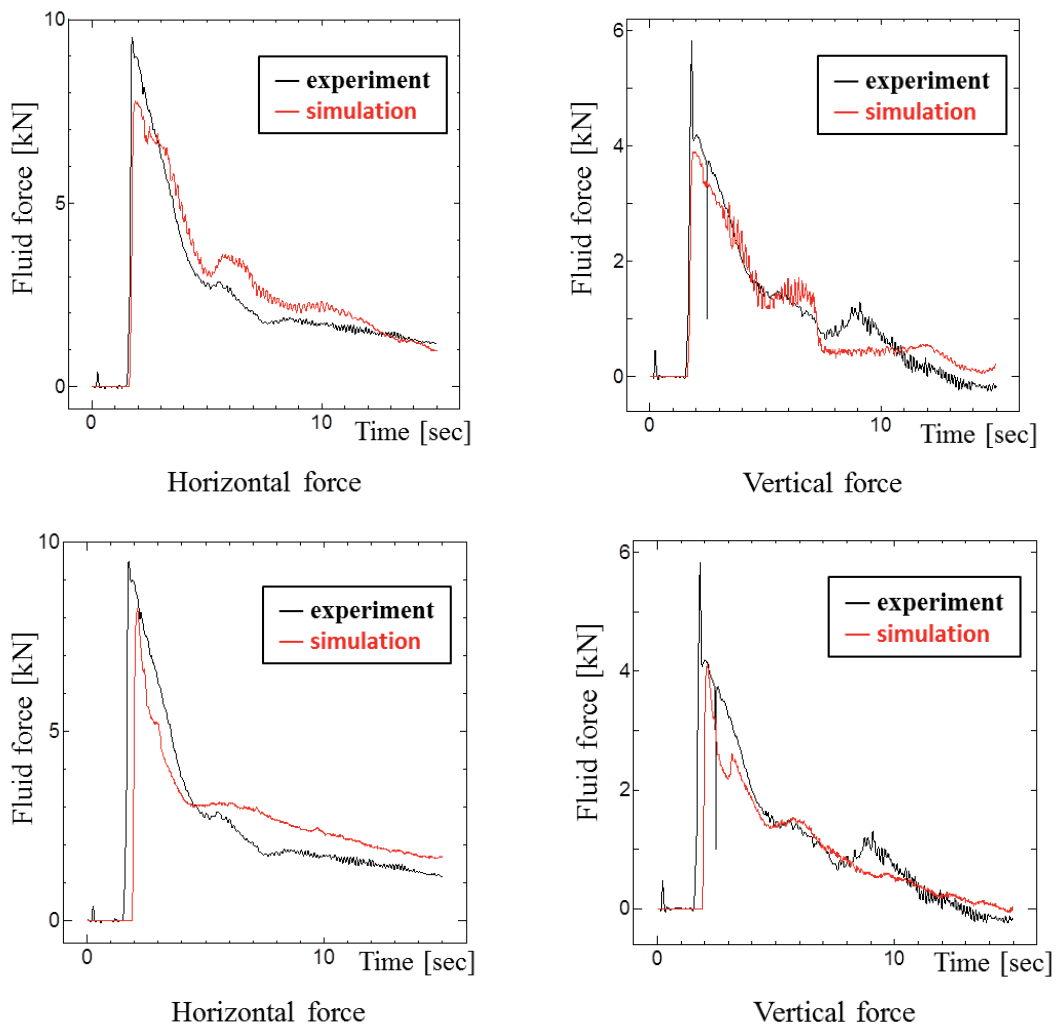 10
5
0
Fluid force [kN]
experiment
simulation
0
10
Time [sec]
Horizontal force
6
4
2
0
Fluid force [kN]
experiment
simulation
0
10
Time [sec]
Vertical force
10
5
0
Fluid force [kN]
experiment
simulation
0
10
Time [sec]
Horizontal force
6
4
2
0
Fluid force [kN]
experiment
simulation
0
10
Time [sec]
Vertical force